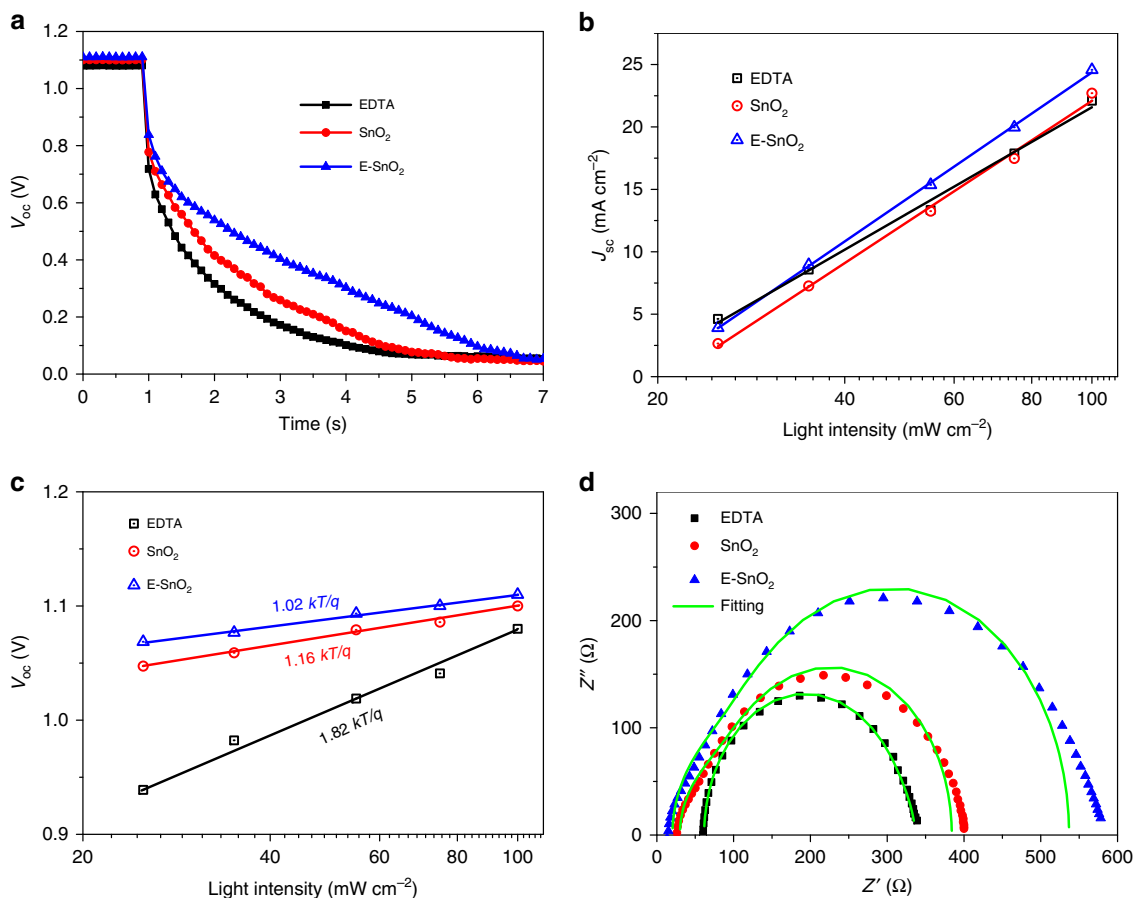 a
1.2
1.0
0.8
0.6
0.4
0.2
0.0
V_oc (V)
EDTA
SnO₂
E-SnO₂
0 1 2 3 4 5 6 7
Time (s)
b
25
20
15
10
5
0
J_sc (mA cm⁻²)
EDTA
SnO₂
E-SnO₂
20 40 60 80 100
Light intensity (mW cm⁻²)
c
1.2
1.1
1.0
0.9
V_oc (V)
EDTA
SnO₂
E-SnO₂
1.02 kT/q
1.16 kT/q
1.82 kT/q
20 40 60 80 100
Light intensity (mW cm⁻²)
d
300
200
100
0
Z″ (Ω)
EDTA
SnO₂
E-SnO₂
Fitting
0 100 200 300 400 500 600
Z′ (Ω)